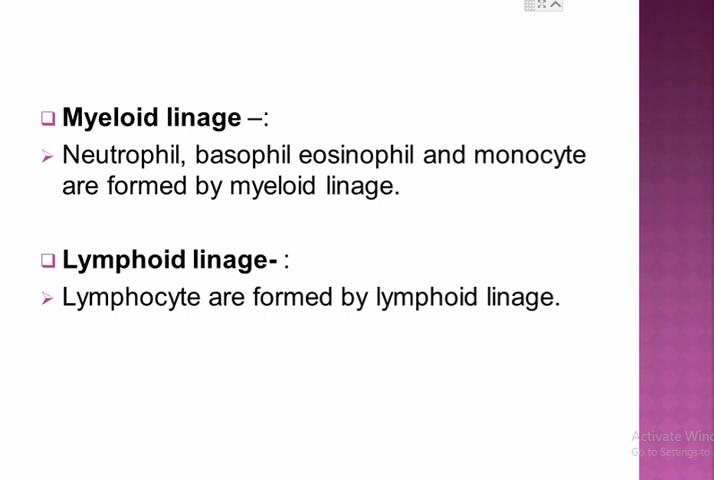 Myeloid linage –:
Neutrophil, basophil eosinophil and monocyte
are formed by myeloid linage.
Lymphoid linage- :
Lymphocyte are formed by lymphoid linage.
Activate Win
Go to Settings to